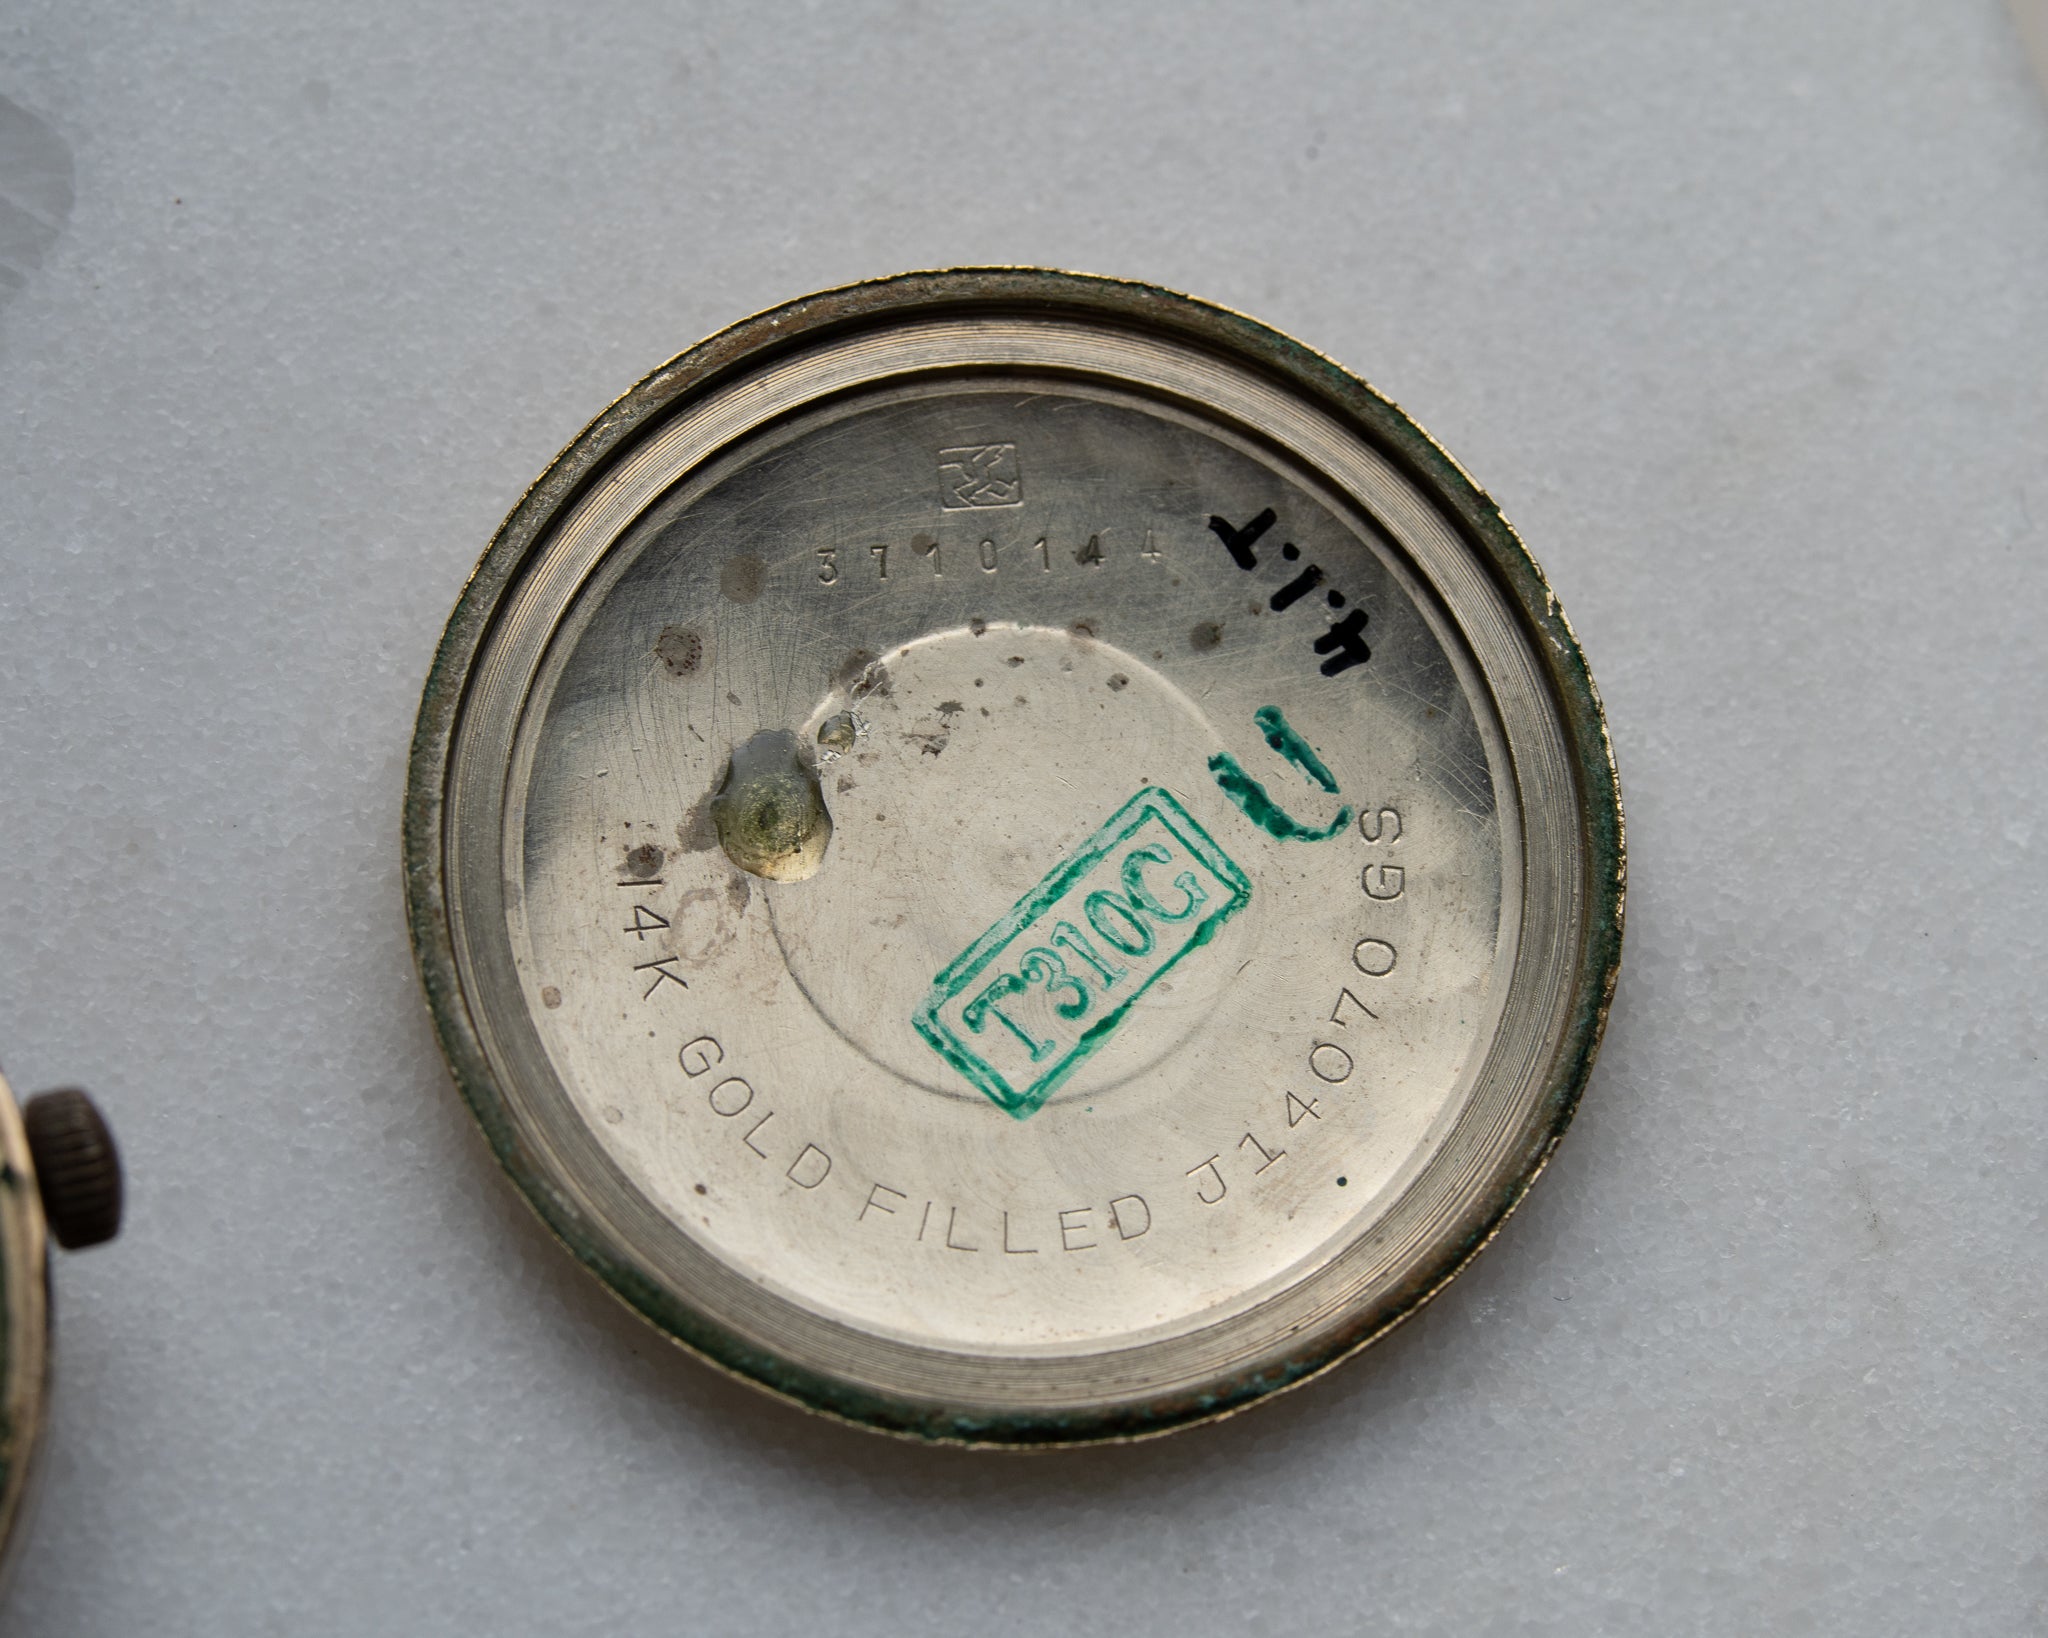 3710144
4.1.T
U
T310G
14K GOLD FILLED J14070 GS